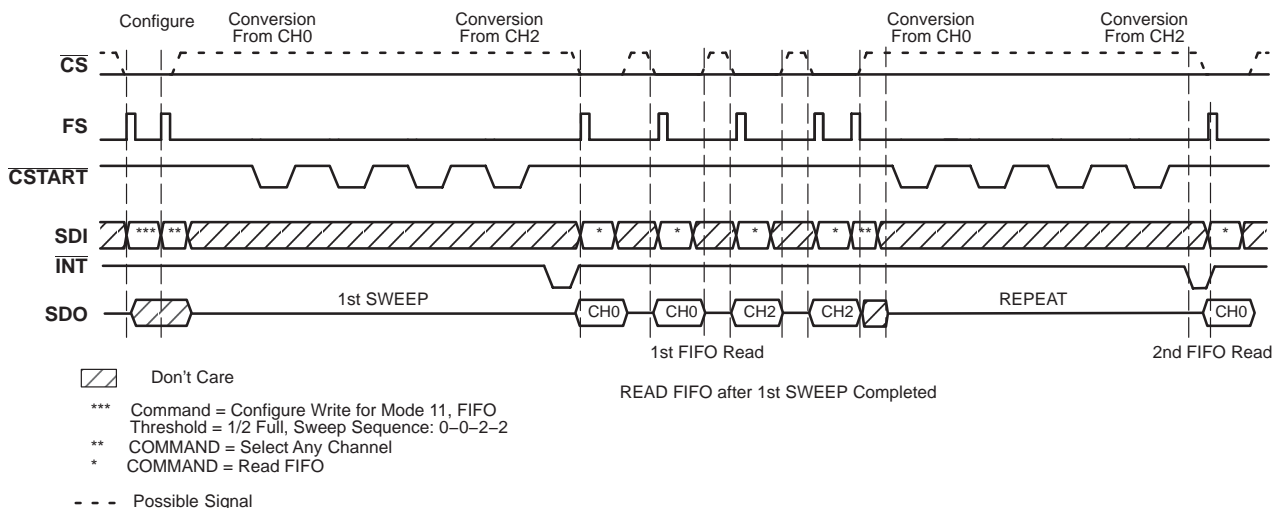 Configure
Conversion
From CH0
Conversion
From CH2
Conversion
From CH0
Conversion
From CH2
CS
FS
CSTART
SDI
*** ** * * * * ** *
INT
1st SWEEP
REPEAT
SDO
CH0 CH0 CH2 CH2 CH0
1st FIFO Read
2nd FIFO Read
Don't Care
READ FIFO after 1st SWEEP Completed
*** Command = Configure Write for Mode 11, FIFO
Threshold = 1/2 Full, Sweep Sequence: 0–0–2–2
** COMMAND = Select Any Channel
* COMMAND = Read FIFO
Possible Signal